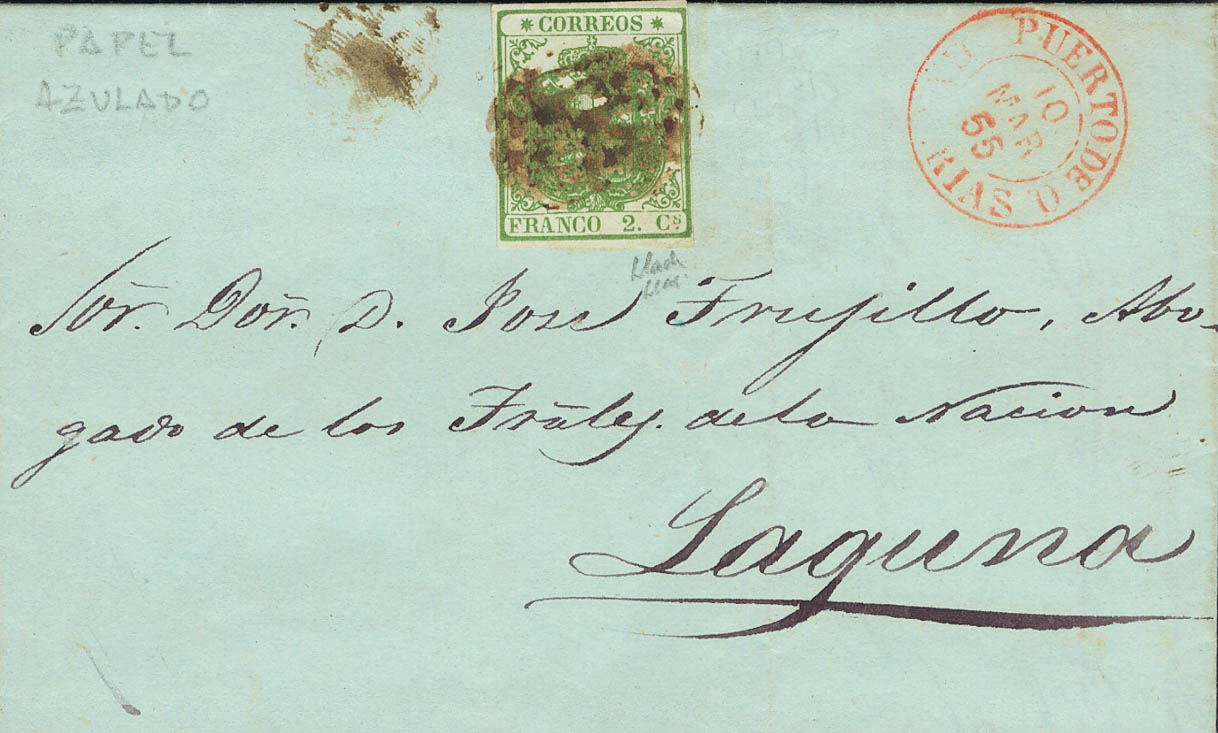 PAPEL
AZULADO
* CORREOS *
FRANCO 2. Cs
PUERTO DE O
10
MAR
55
RIAS
Sor. Dor. D. Jose Trujillo, Abo-
gado de los Trales. de la Nacion
Laguna